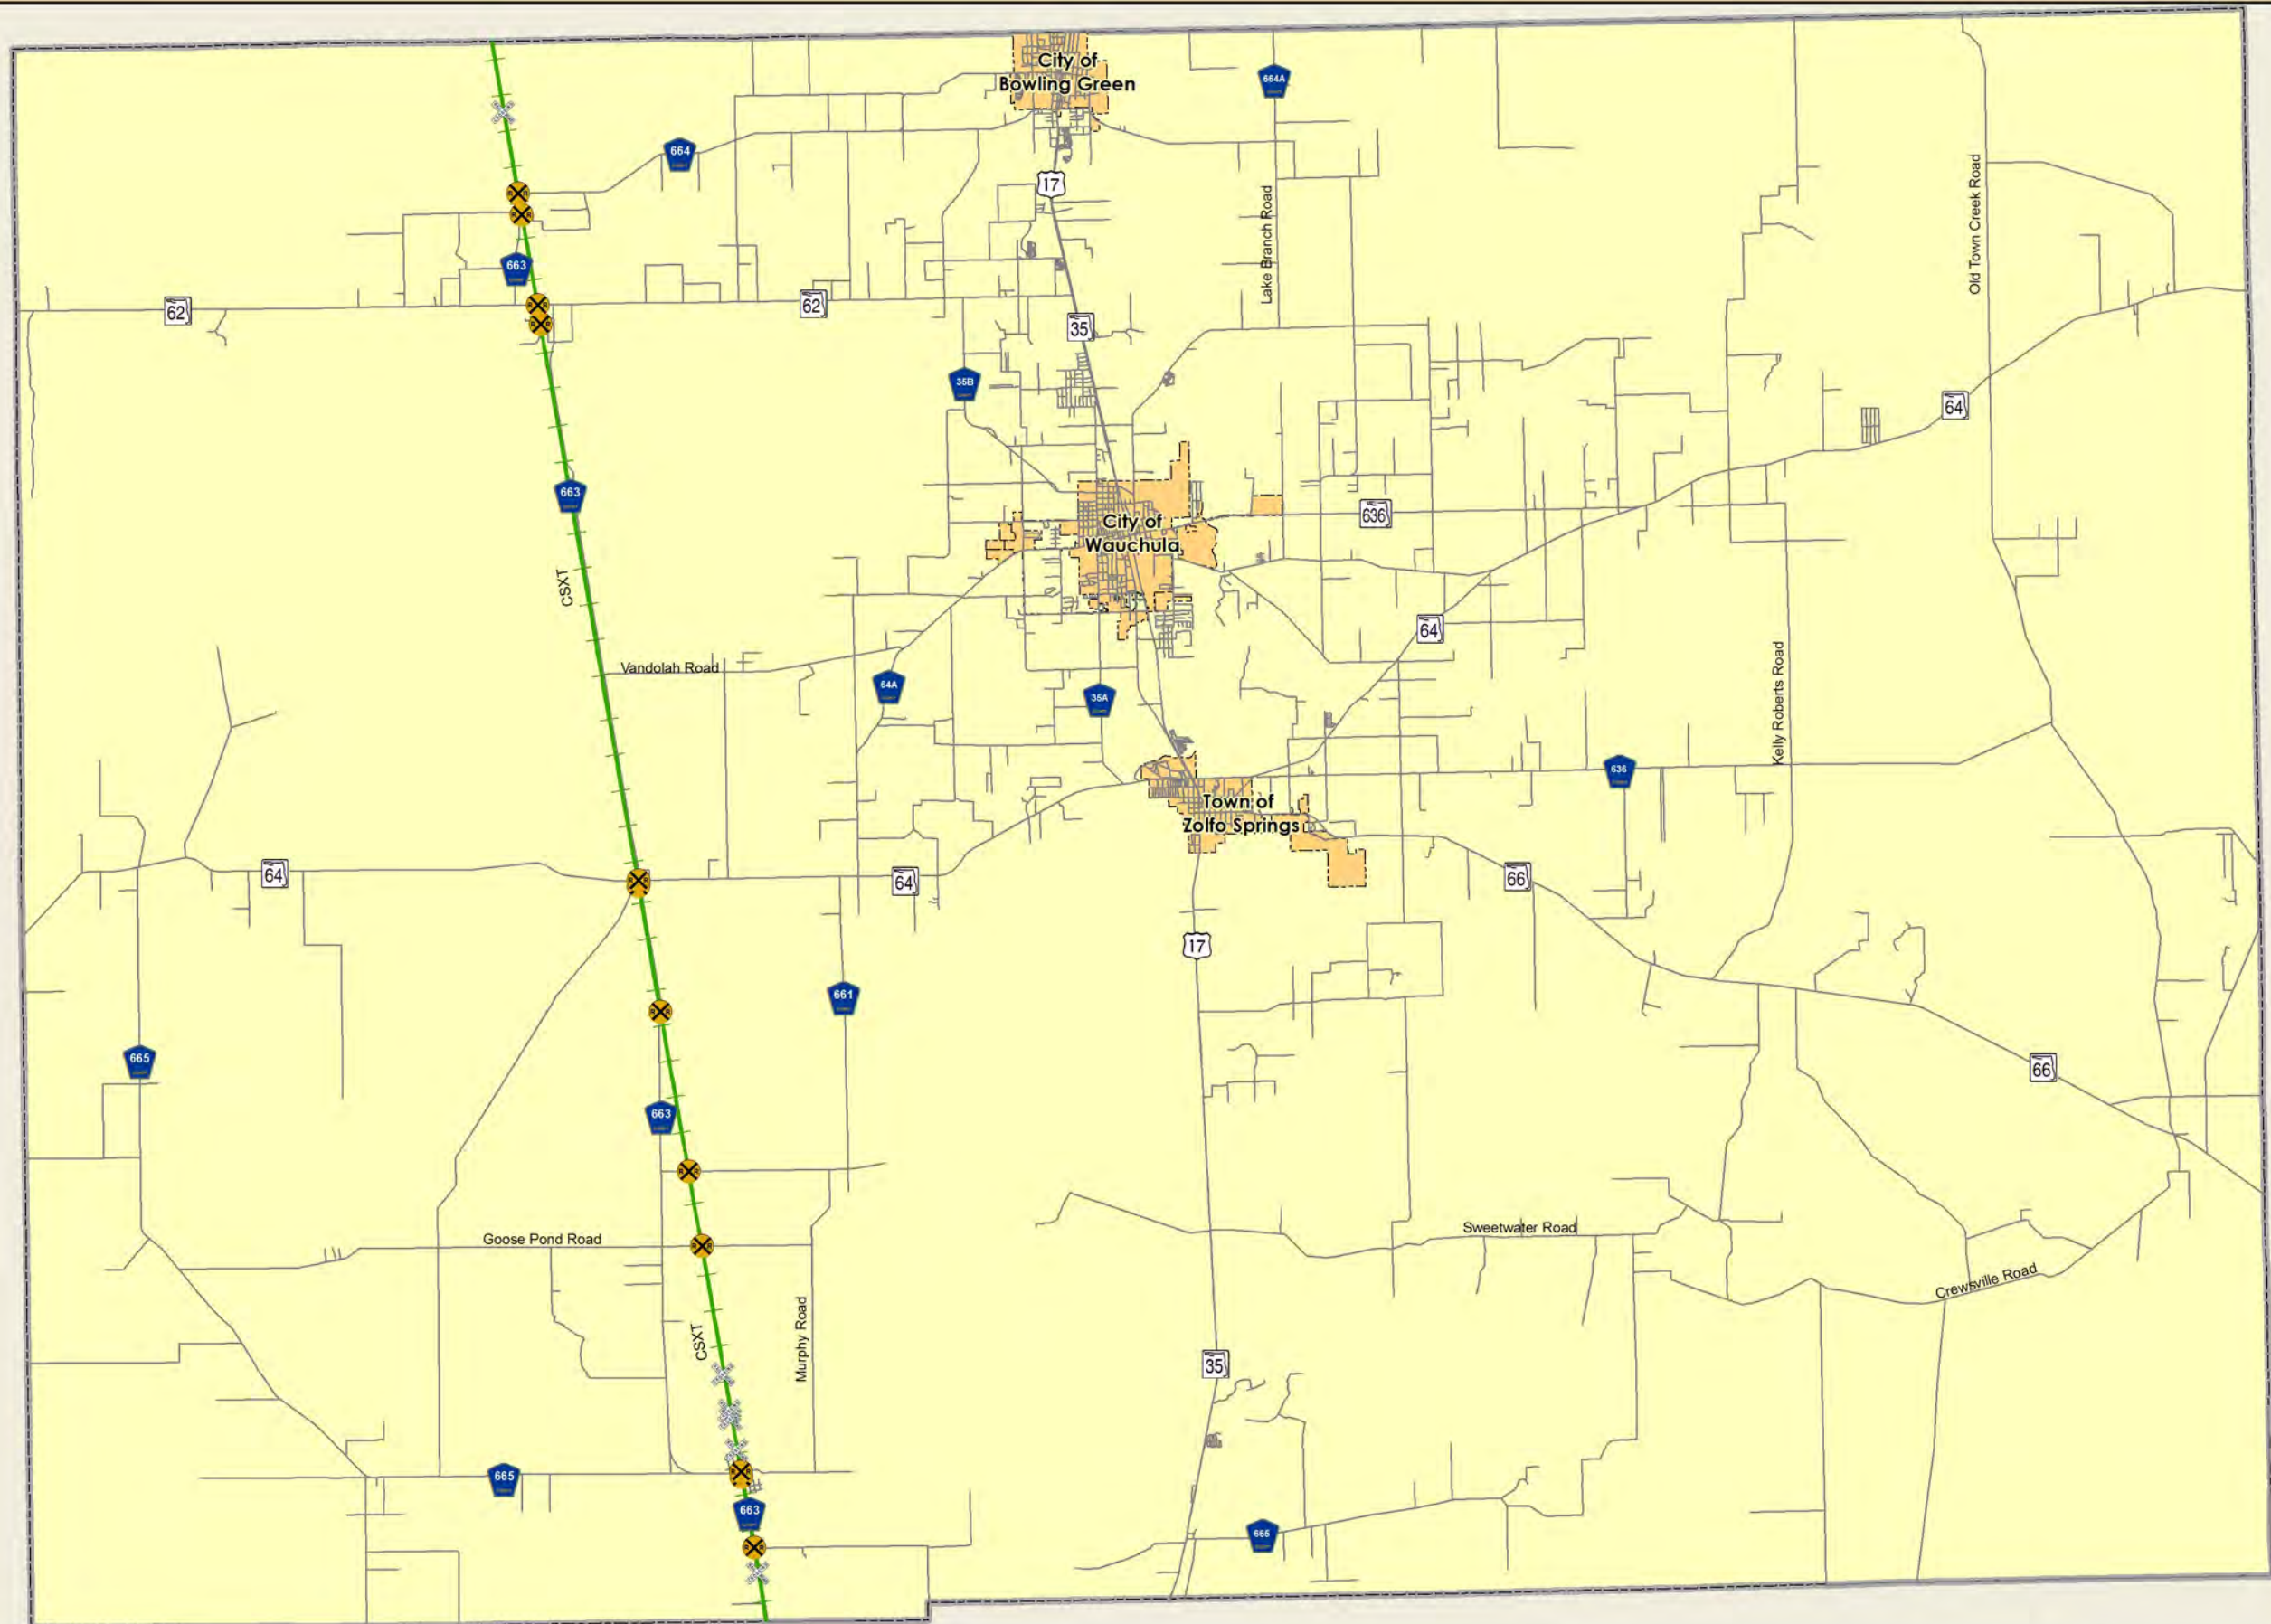 City of
Bowling Green
664A
664
17
Lake Branch Road
Old Town Creek Road
663
62
62
35
35B
64
663
City of
Wauchula
636
CSXT
64
Vandolah Road
64A
35A
Kelly Roberts Road
636
Town of
Zolfo Springs
64
64
66
17
661
665
66
663
Goose Pond Road
Sweetwater Road
Crewsville Road
CSXT
Murphy Road
35
665
663
665